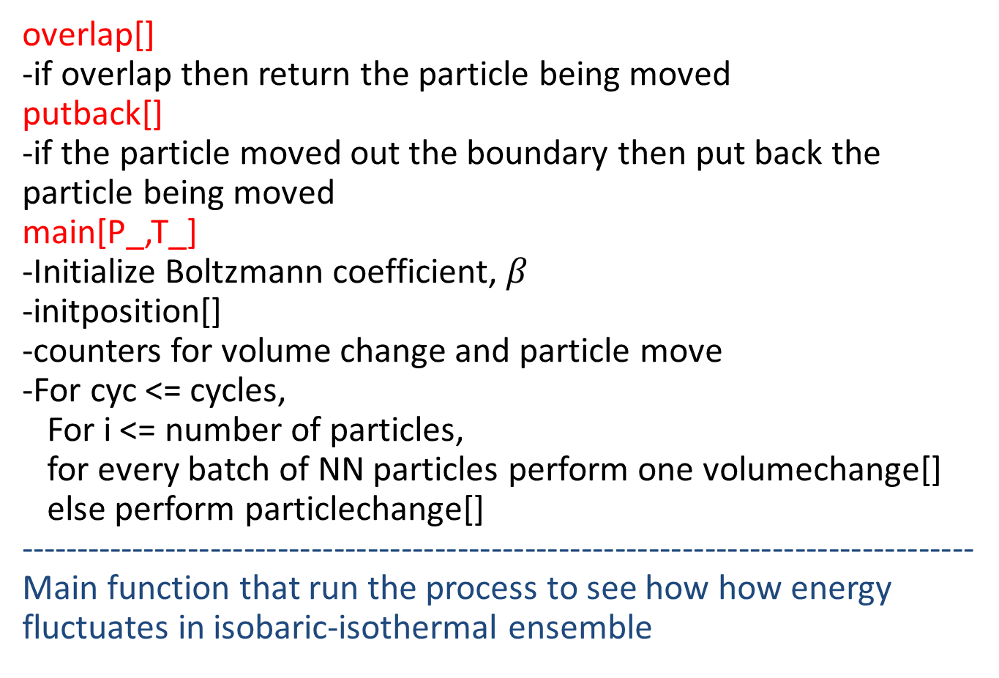 overlap[]
-if overlap then return the particle being moved
putback[]
-if the particle moved out the boundary then put back the
particle being moved
main[P_,T_]
-Initialize Boltzmann coefficient, β
-initposition[]
-counters for volume change and particle move
-For cyc <= cycles,
For i <= number of particles,
for every batch of NN particles perform one volumechange[]
else perform particlechange[]
--------------------------------------------------------------------------------------
Main function that run the process to see how how energy
fluctuates in isobaric-isothermal ensemble